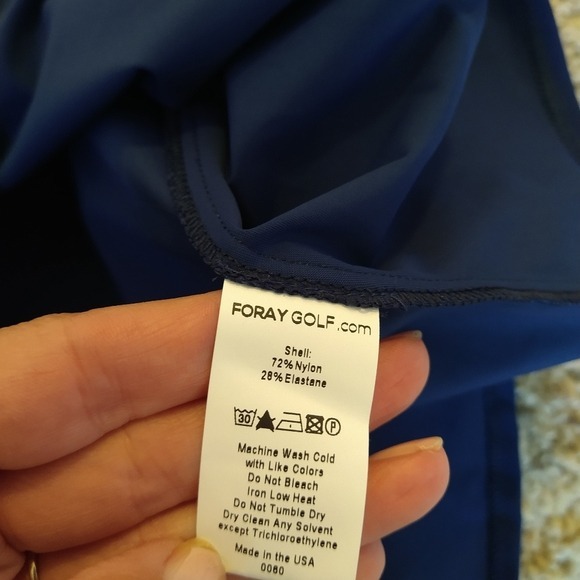 FORAY GOLF.com
Shell:
72% Nylon
28% Elastane
30 P
Machine Wash Cold
with Like Colors
Do Not Bleach
Iron Low Heat
Do Not Tumble Dry
Dry Clean Any Solvent
except Trichloroethylene
Made in the USA
0060